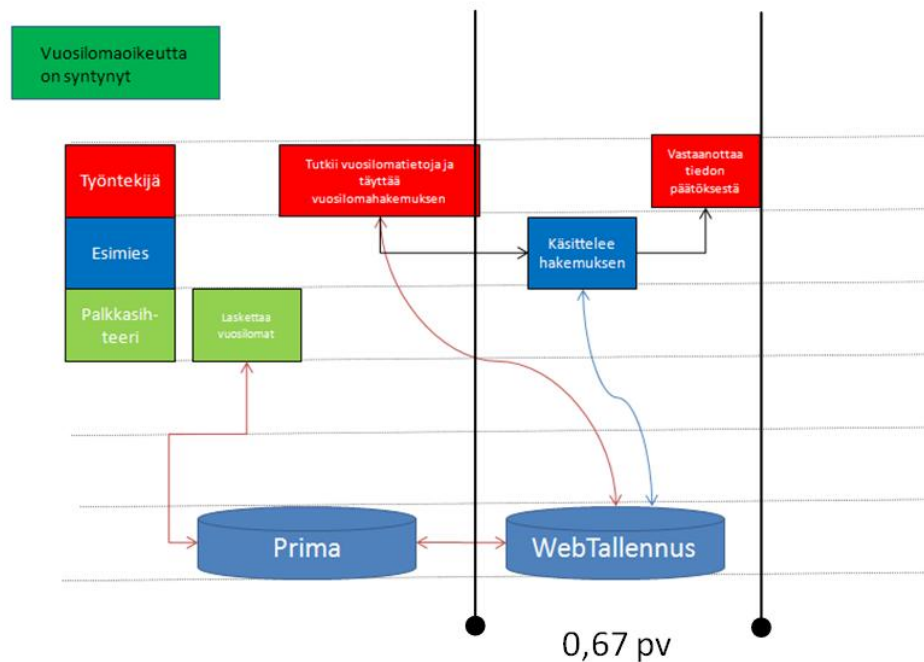 Vuosilomaoikeutta
on syntynyt
Työntekijä
Tutkii vuosilomatietoja ja
täyttää
vuosilomahakemuksen
Vastaanottaa
tiedon
päätöksestä
Esimies
Käsittelee
hakemuksen
Palkkasih-
teeri
Laskettaa
vuosilomat
Prima
WebTallennus
0,67 pv